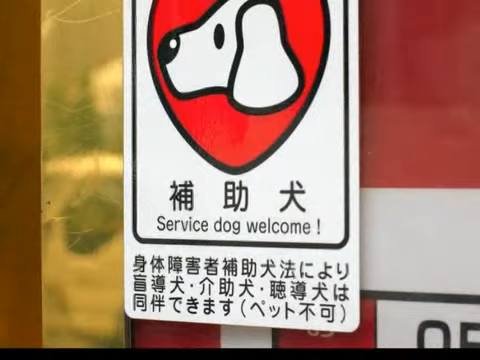 補助犬
Service dog welcome!
身体障害者補助犬法により
盲導犬・介助犬・聴導犬は
同伴できます(ペット不可)